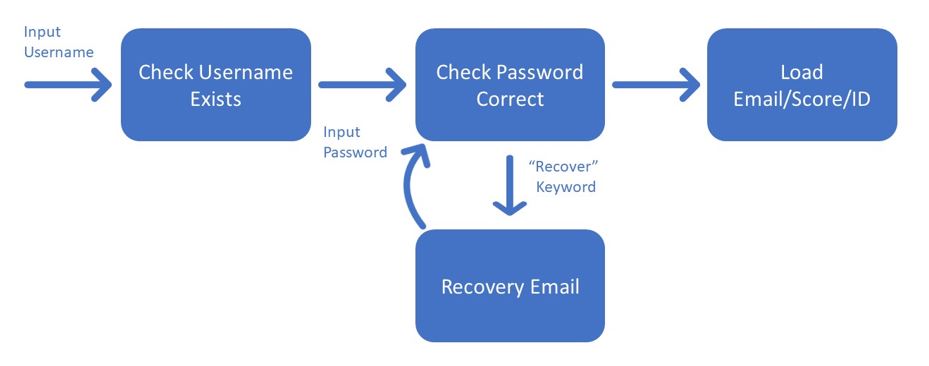 Input
Username
Check Username
Exists
Input
Password
Check Password
Correct
Load
Email/Score/ID
“Recover”
Keyword
Recovery Email